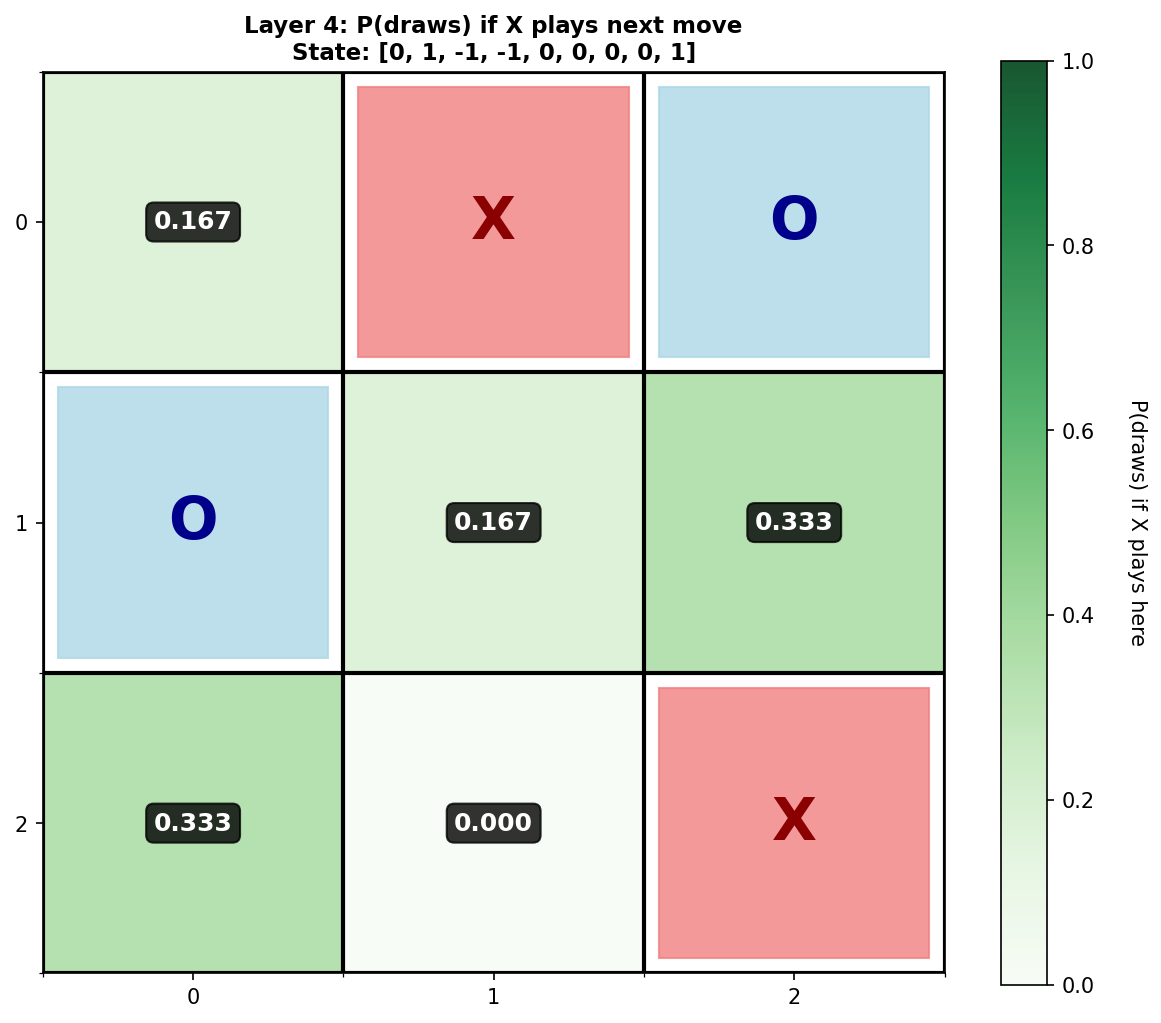 Layer 4: P(draws) if X plays next move
State: [0, 1, -1, -1, 0, 0, 0, 0, 1]
0
0.167
X
O
1
O
0.167
0.333
2
0.333
0.000
X
0
1
2
1.0
0.8
0.6
0.4
0.2
0.0
P(draws) if X plays here